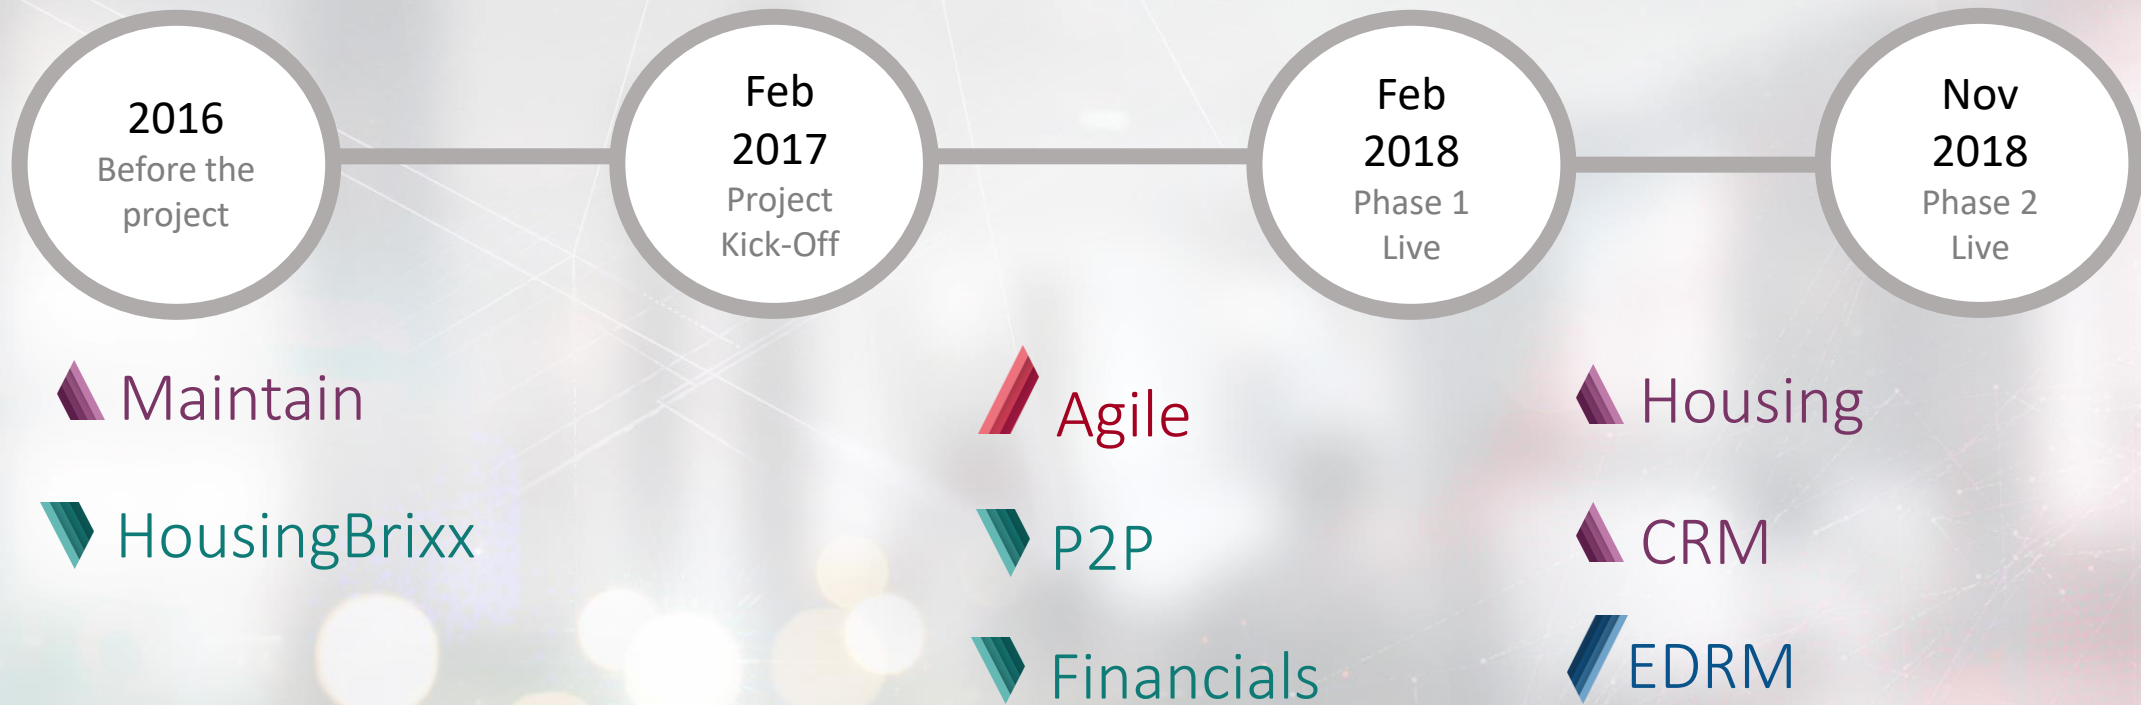 2016
Before the
project
Feb
2017
Project
Kick-Off
Feb
2018
Phase 1
Live
Nov
2018
Phase 2
Live
Maintain
HousingBrixx
Agile
P2P
Financials
Housing
CRM
EDRM